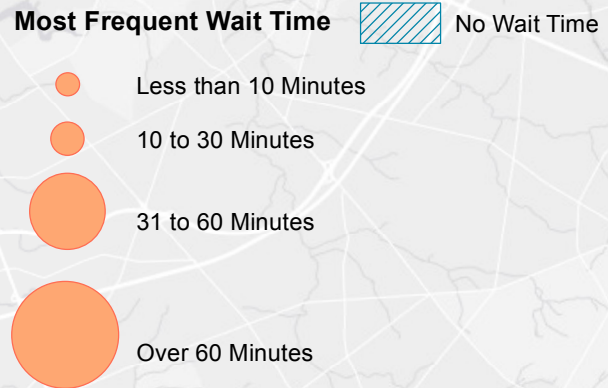 Most Frequent Wait Time
No Wait Time
Less than 10 Minutes
10 to 30 Minutes
31 to 60 Minutes
Over 60 Minutes